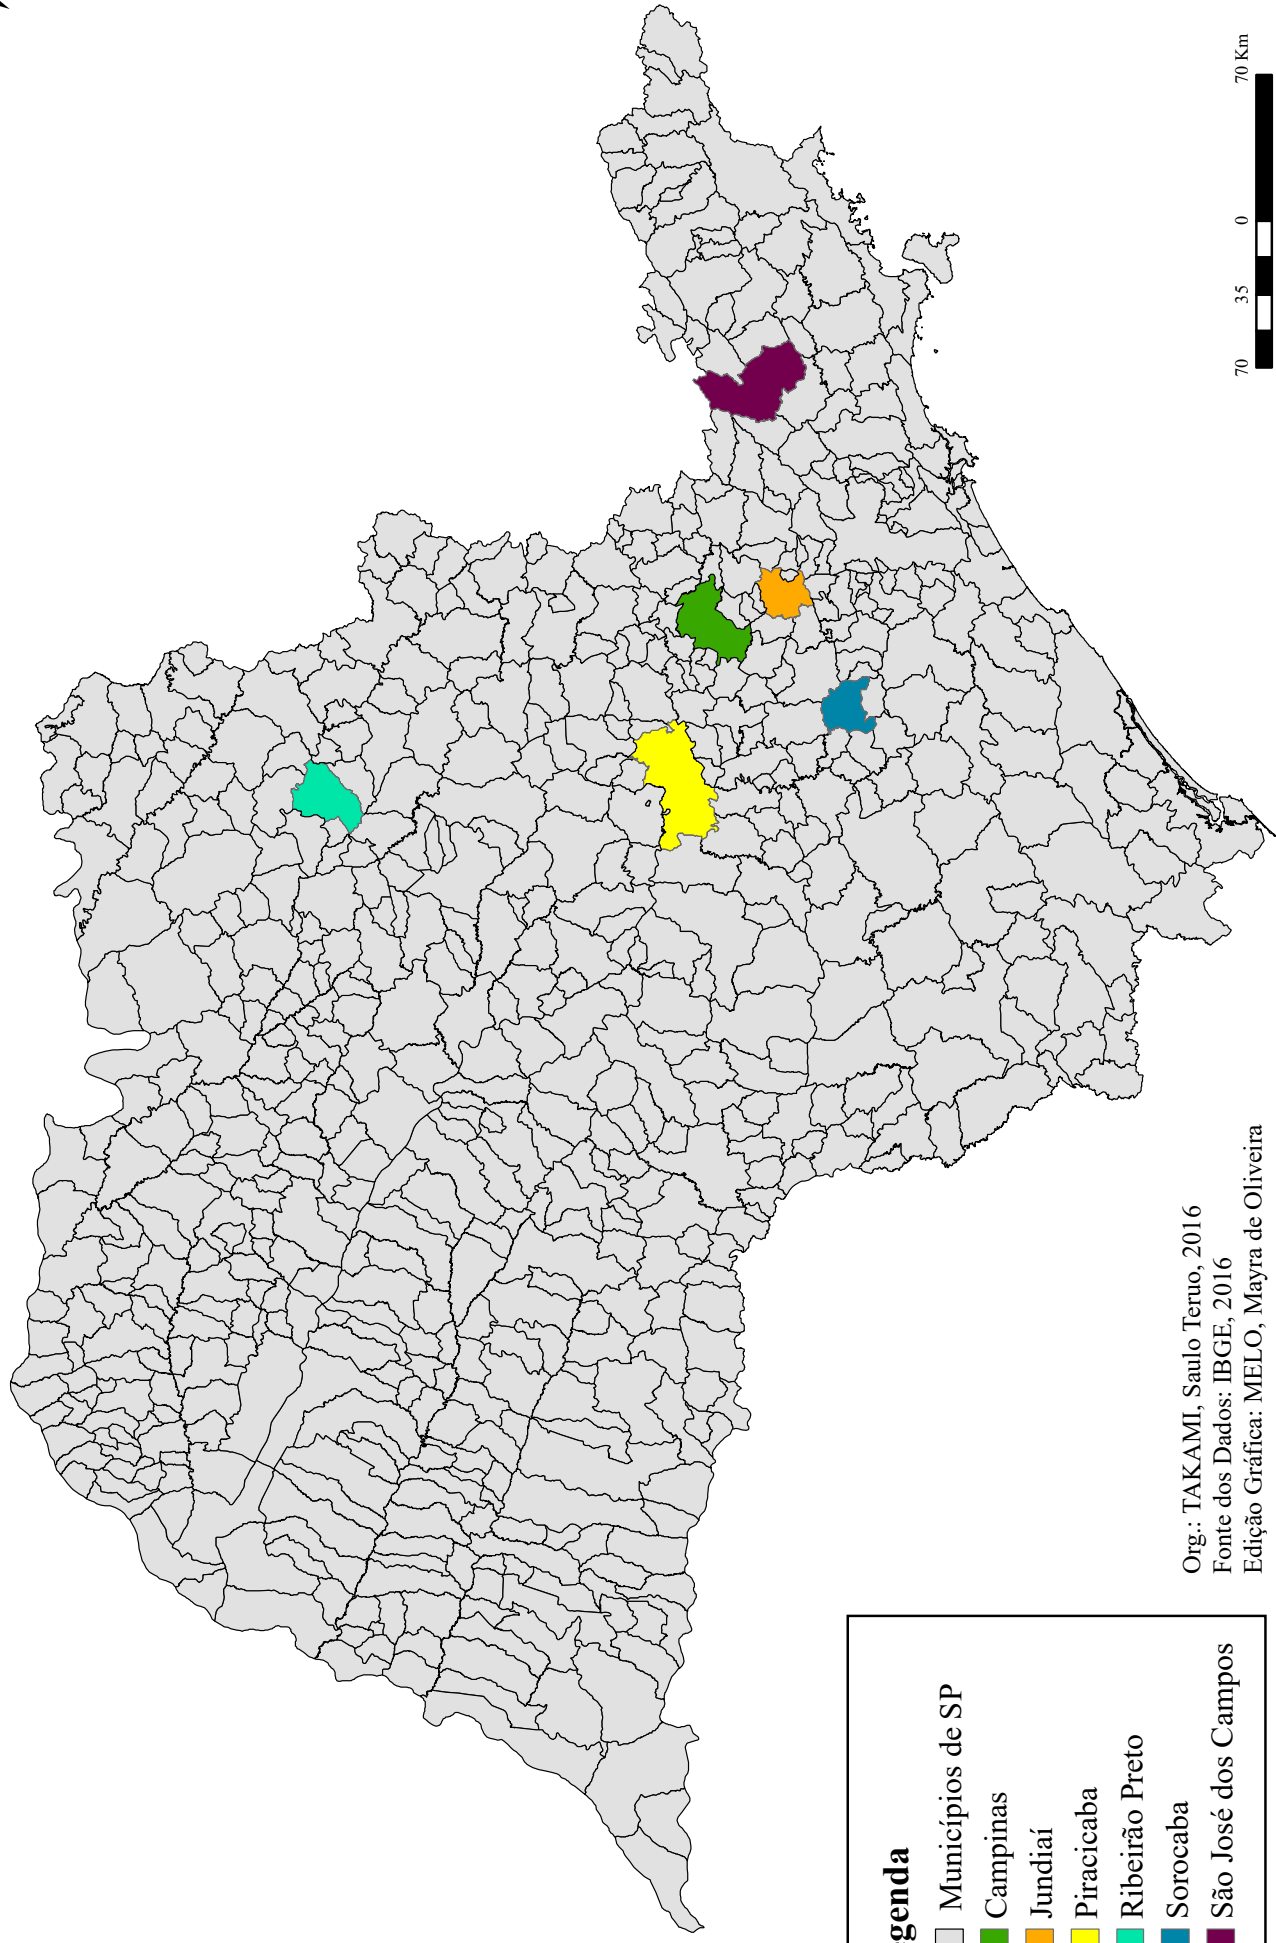 genda
Municípios de SP
Campinas
Jundiaí
Piracicaba
Ribeirão Preto
Sorocaba
São José dos Campos
Org.: TAKAMI, Saulo Teruo, 2016
Fonte dos Dados: IBGE, 2016
Edição Gráfica: MELO, Mayra de Oliveira
70 35 0 70 Km